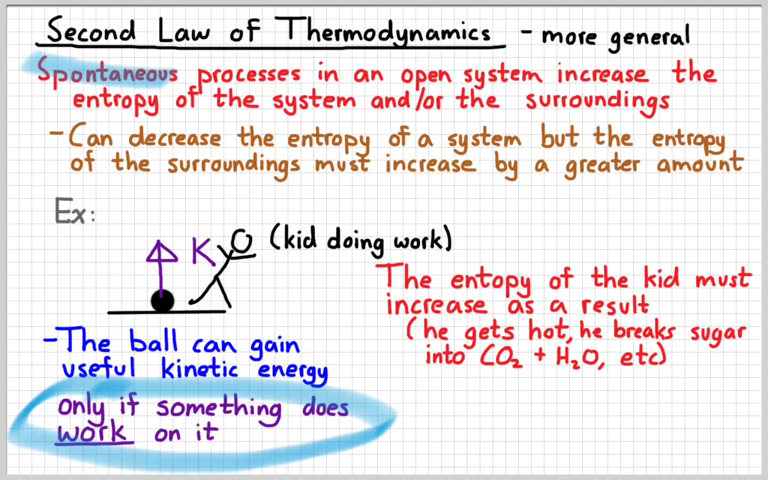 Second Law of Thermodynamics - more general
Spontaneous processes in an open system increase the
entropy of the system and/or the surroundings
- Can decrease the entropy of a system but the entropy
of the surroundings must increase by a greater amount
Ex:
K
(kid doing work)
The entopy of the kid must
increase as a result
(he gets hot, he breaks sugar
into CO₂ + H₂O, etc)
- The ball can gain
useful kinetic energy
only if something does
work on it